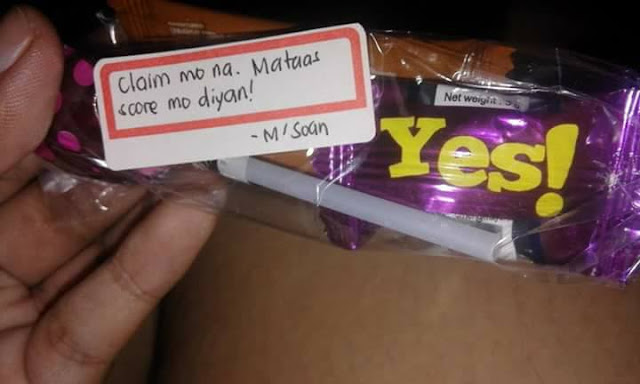 Claim mo na. Mataas
score mo diyan!
- M'Soan
Net weight:
Yes!